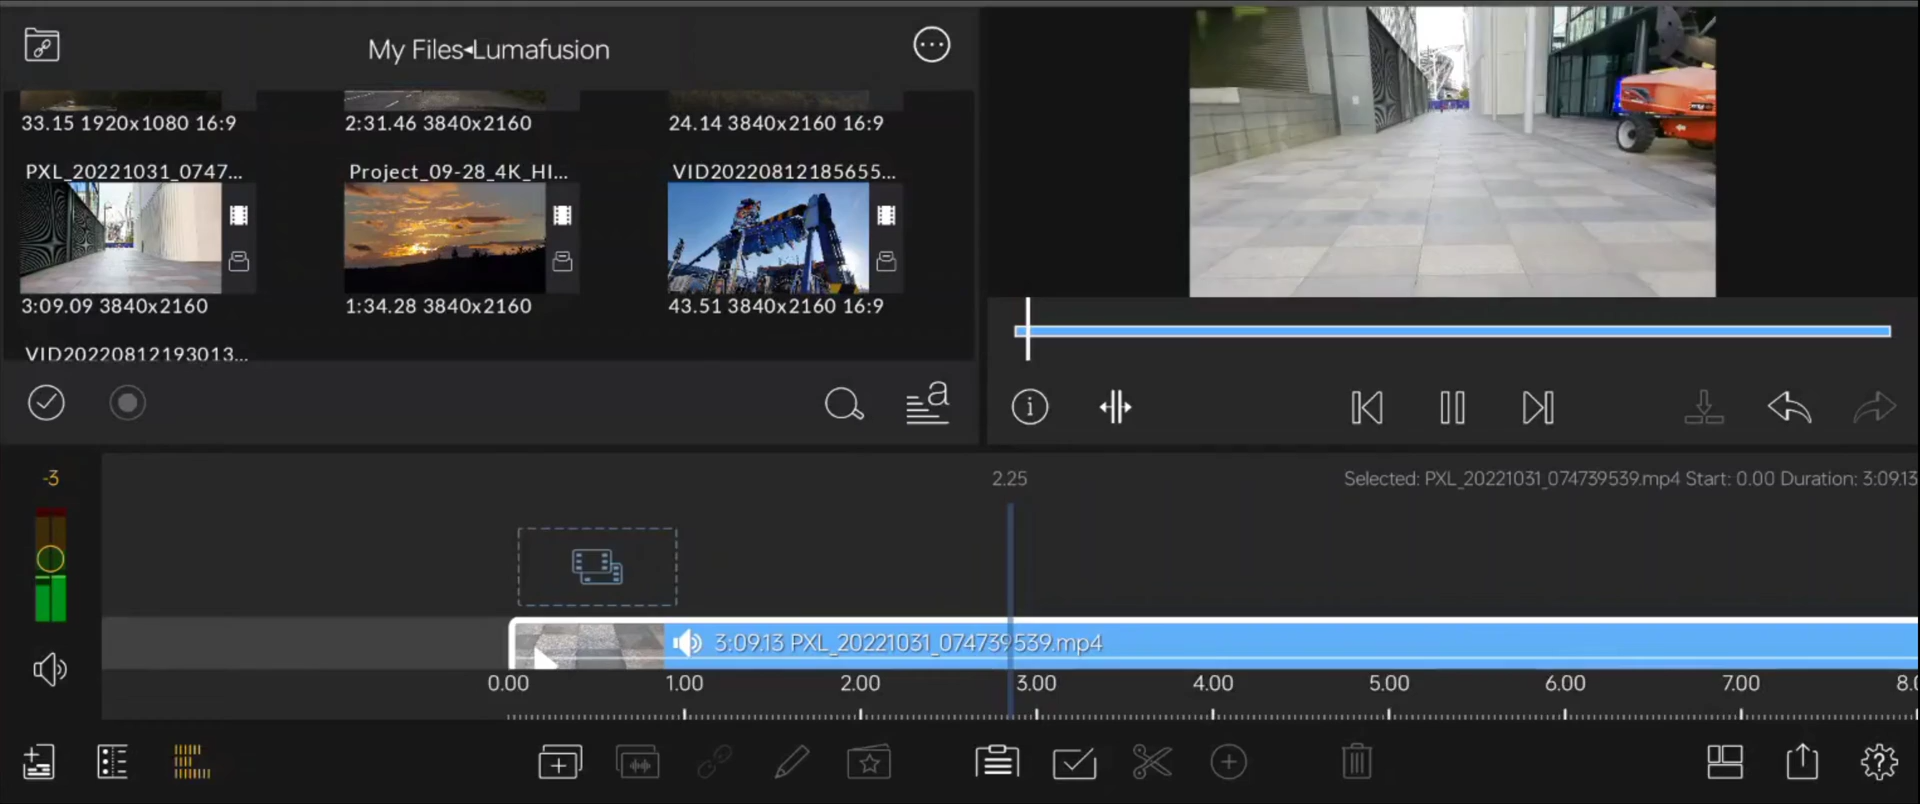 My Files◂Lumafusion
33.15 1920x1080 16:9
2:31.46 3840x2160
24.14 3840x2160 16:9
PXL_20221031_0747...
Project_09-28_4K_HI...
VID20220812185655...
3:09.09 3840x2160
1:34.28 3840x2160
43.51 3840x2160 16:9
VID20220812193013...
a
-3
2.25
Selected: PXL_20221031_074739539.mp4 Start: 0.00 Duration: 3:09.13
3:09.13 PXL_20221031_074739539.mp4
0.00 1.00 2.00 3.00 4.00 5.00 6.00 7.00 8.0